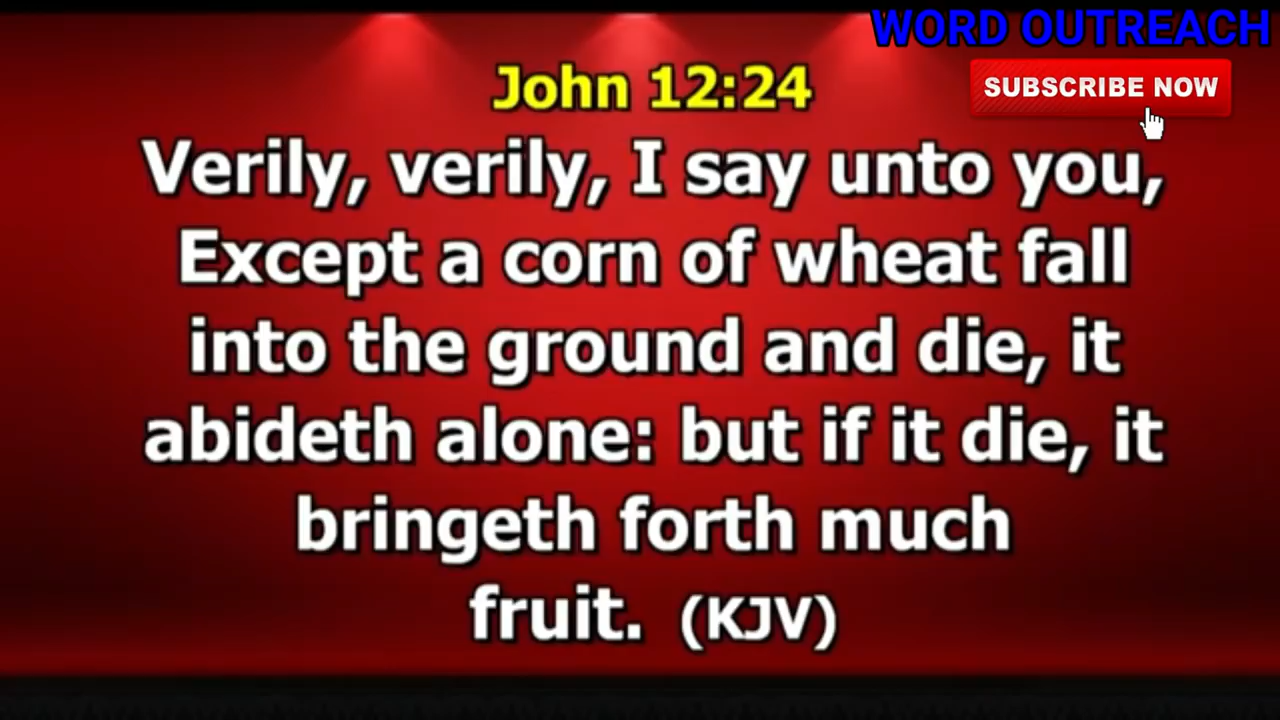 WORD OUTREACH
SUBSCRIBE NOW
John 12:24
Verily, verily, I say unto you,
Except a corn of wheat fall
into the ground and die, it
abideth alone: but if it die, it
bringeth forth much
fruit. (KJV)